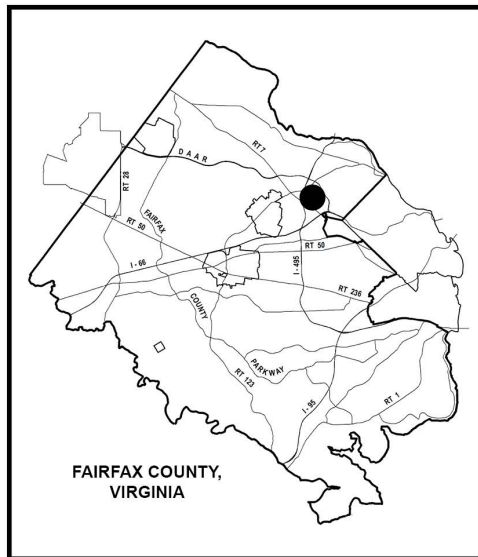 RT 7
DAAR
RT 28
FAIRFAX
RT 50
RT 50
I - 66
I - 495
RT 236
COUNTY
PARKWAY
RT 123
I - 95
RT 1
FAIRFAX COUNTY,
VIRGINIA